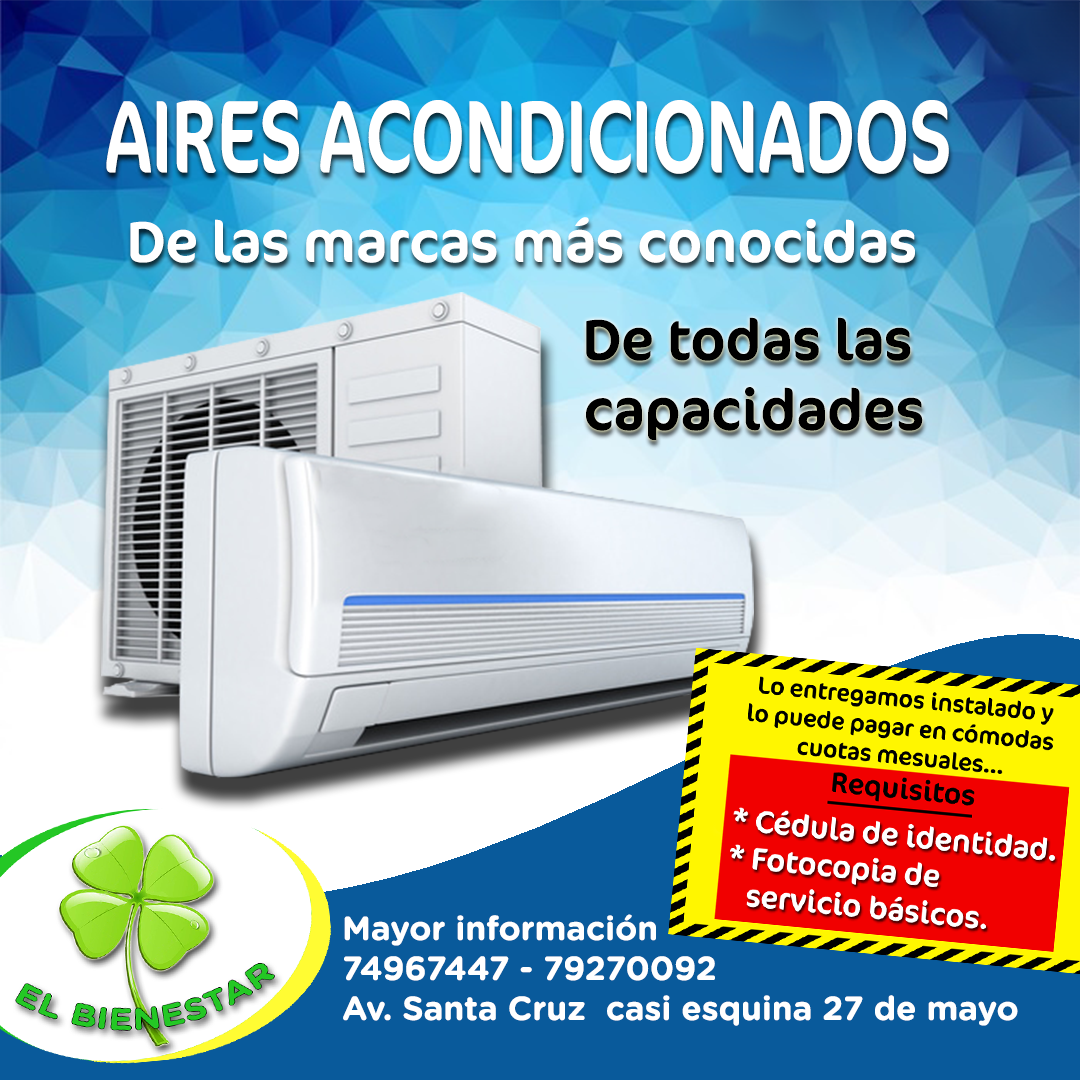 AIRES ACONDICIONADOS
De las marcas más conocidas
De todas las
capacidades
Lo entregamos instalado y
lo puede pagar en cómodas
cuotas mesuales...
Requisitos
* Cédula de identidad.
* Fotocopia de
servicio básicos.
EL BIENESTAR
Mayor información
74967447 - 79270092
Av. Santa Cruz casi esquina 27 de mayo